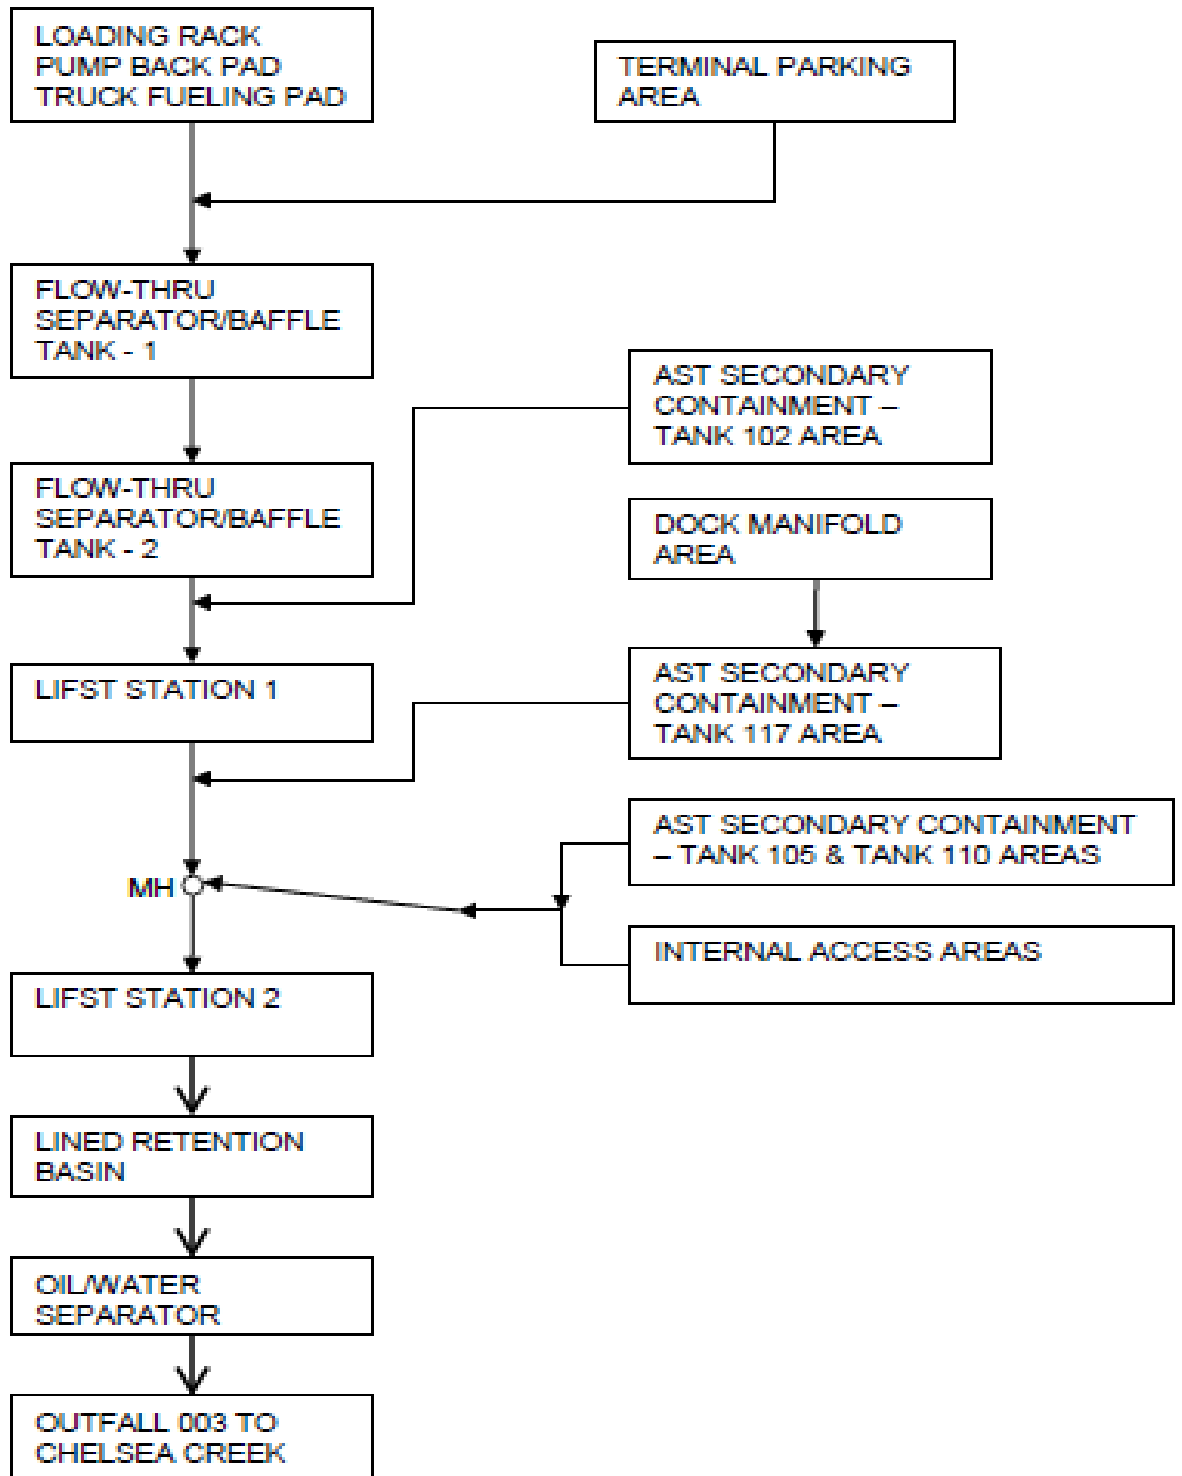 LOADING RACK
PUMP BACK PAD
TRUCK FUELING PAD
TERMINAL PARKING
AREA
FLOW-THRU
SEPARATOR/BAFFLE
TANK - 1
AST SECONDARY
CONTAINMENT –
TANK 102 AREA
FLOW-THRU
SEPARATOR/BAFFLE
TANK - 2
DOCK MANIFOLD
AREA
LIFST STATION 1
AST SECONDARY
CONTAINMENT –
TANK 117 AREA
AST SECONDARY CONTAINMENT
– TANK 105 & TANK 110 AREAS
MH
INTERNAL ACCESS AREAS
LIFST STATION 2
LINED RETENTION
BASIN
OIL/WATER
SEPARATOR
OUTFALL 003 TO
CHELSEA CREEK